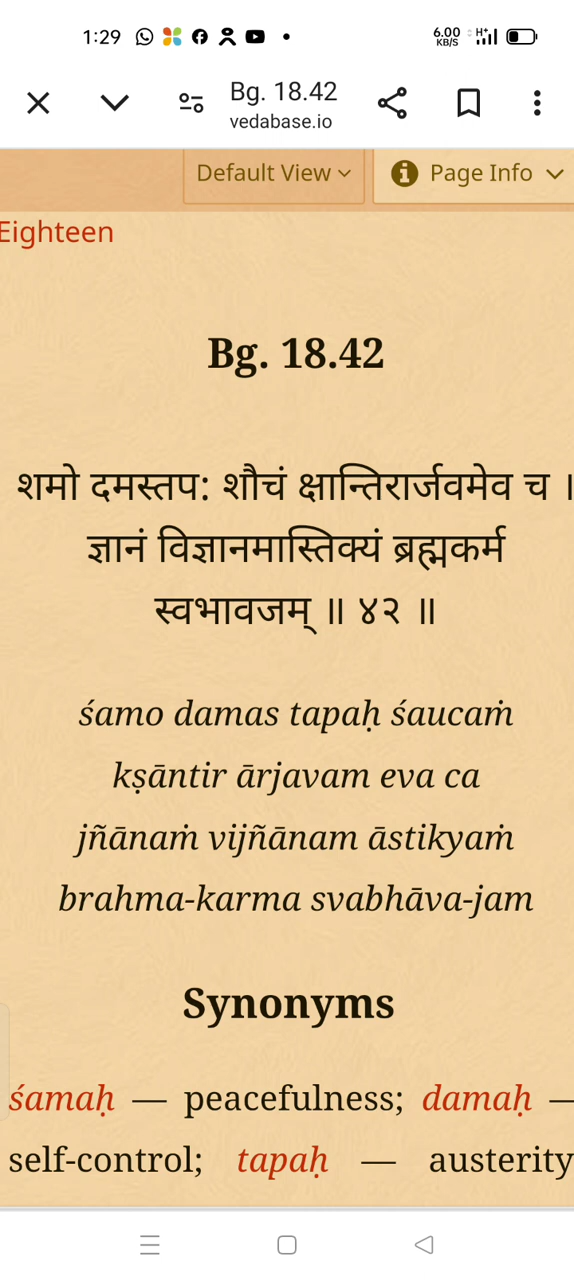 1:29 6.00 KB/S H+
Bg. 18.42
vedabase.io
Default View Page Info
Eighteen
Bg. 18.42
शमो दमस्तप: शौचं क्षान्तिरार्जवमेव च ।
ज्ञानं विज्ञानमास्तिक्यं ब्रह्मकर्म
स्वभावजम् ॥ ४२ ॥
śamo damas tapaḥ śaucaṁ
kṣāntir ārjavam eva ca
jñānaṁ vijñānam āstikyaṁ
brahma-karma svabhāva-jam
Synonyms
śamaḥ — peacefulness; damaḥ —
self-control; tapaḥ — austerity